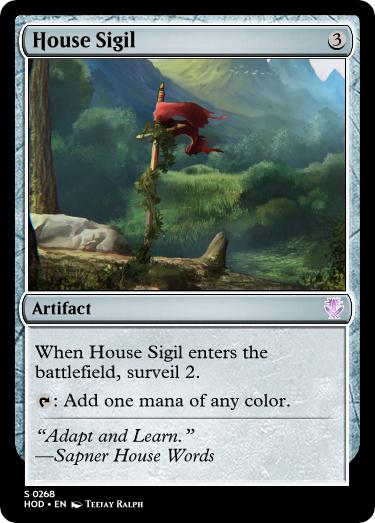 House Sigil
3
Artifact
When House Sigil enters the
battlefield, surveil 2.
: Add one mana of any color.
“Adapt and Learn.”
—Sapner House Words
S 0268
HOD • EN Teejay Ralph